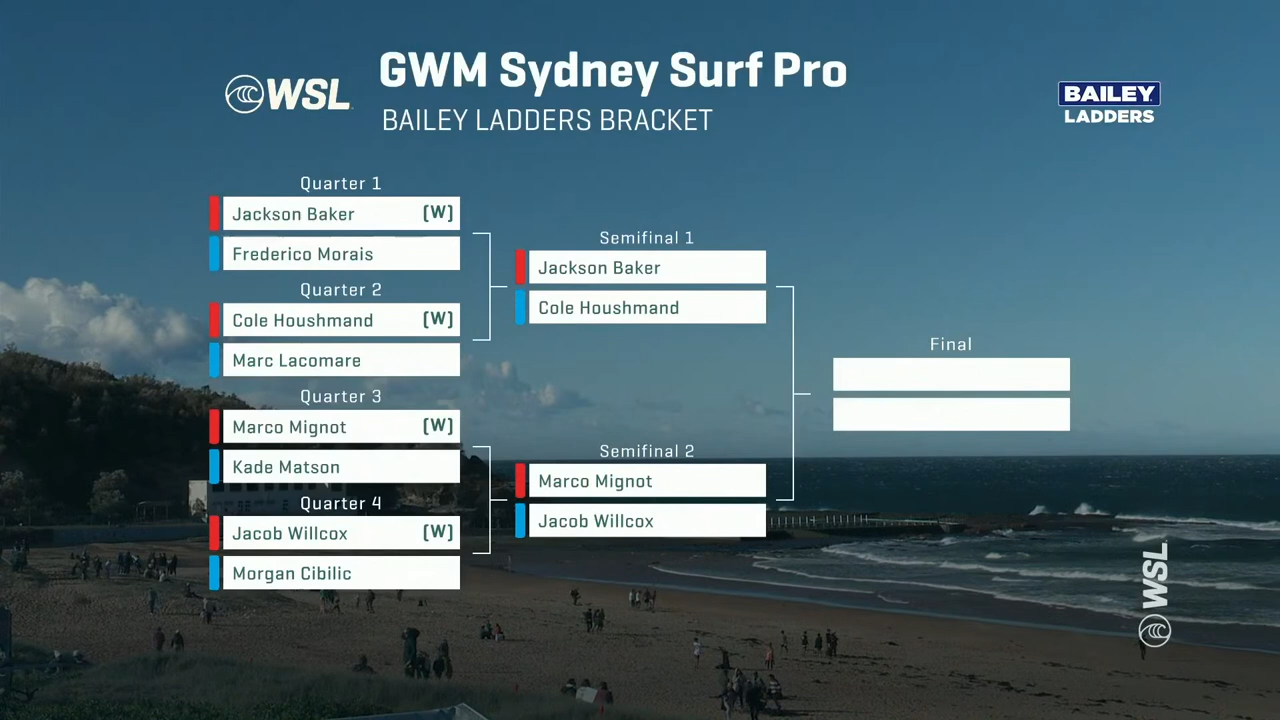 WSL
GWM Sydney Surf Pro
BAILEY LADDERS BRACKET
BAILEY
LADDERS
Quarter 1
Jackson Baker (W)
Frederico Morais
Quarter 2
Cole Houshmand (W)
Marc Lacomare
Quarter 3
Marco Mignot (W)
Kade Matson
Quarter 4
Jacob Willcox (W)
Morgan Cibilic
Semifinal 1
Jackson Baker
Cole Houshmand
Semifinal 2
Marco Mignot
Jacob Willcox
Final
WSL